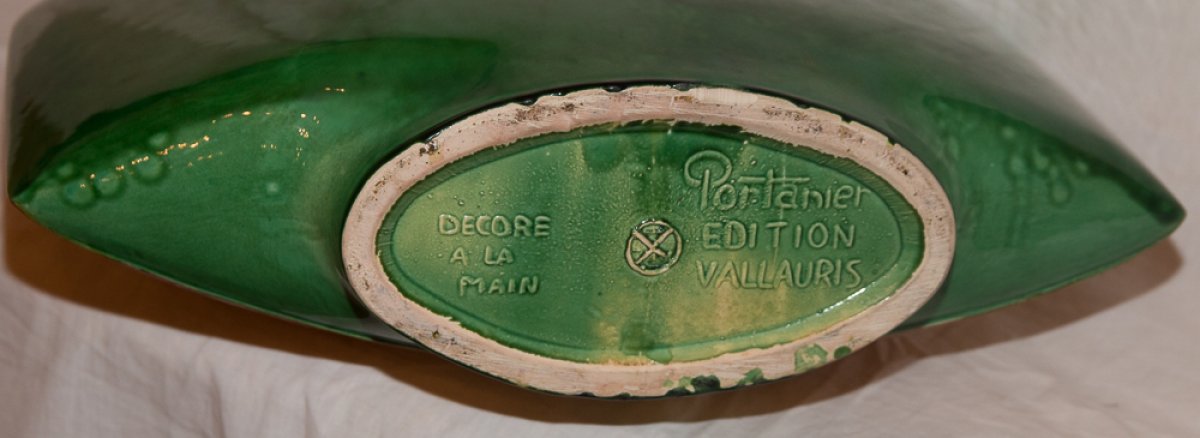 DECORE
A LA
MAIN
Portanier
EDITION
VALLAURIS